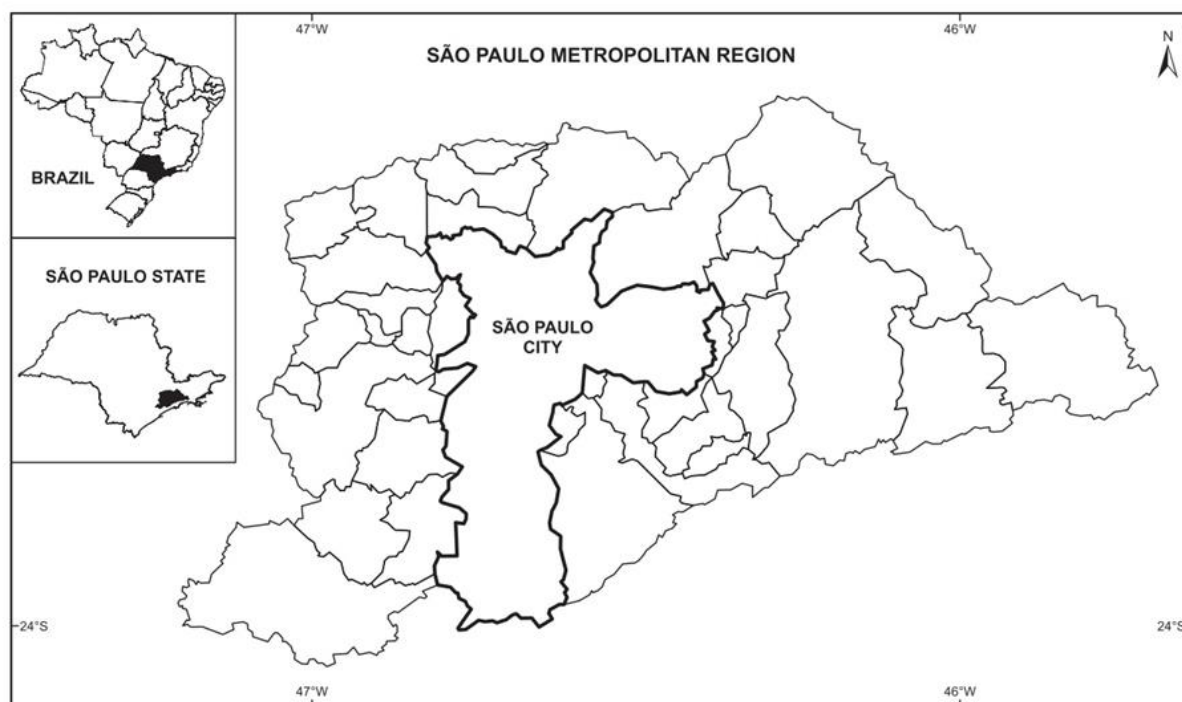 47°W
46°W
SÃO PAULO METROPOLITAN REGION
N
BRAZIL
SÃO PAULO STATE
SÃO PAULO
CITY
24°S
24°S
47°W
46°W